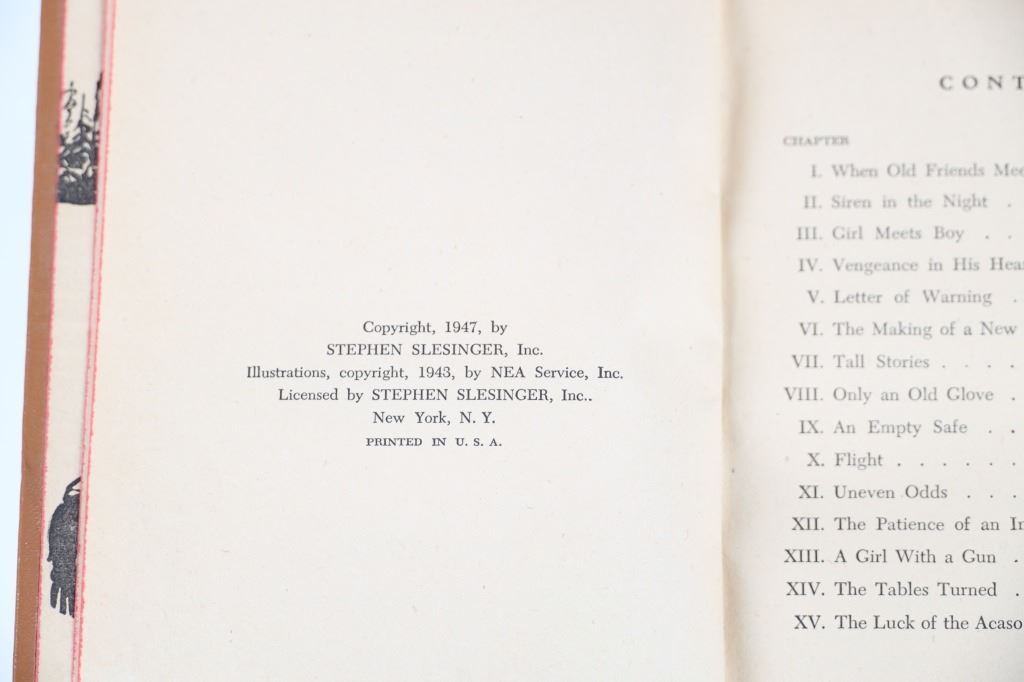 Copyright, 1947, by
STEPHEN SLESINGER, Inc.
Illustrations, copyright, 1943, by NEA Service, Inc.
Licensed by STEPHEN SLESINGER, Inc..
New York, N. Y.
PRINTED IN U. S. A.
CONT
CHAPTER
I. When Old Friends Mee
II. Siren in the Night .
III. Girl Meets Boy . .
IV. Vengeance in His Hea
V. Letter of Warning .
VI. The Making of a New
VII. Tall Stories . . . .
VIII. Only an Old Glove .
IX. An Empty Safe . .
X. Flight . . . . . .
XI. Uneven Odds . . .
XII. The Patience of an In
XIII. A Girl With a Gun .
XIV. The Tables Turned .
XV. The Luck of the Acaso